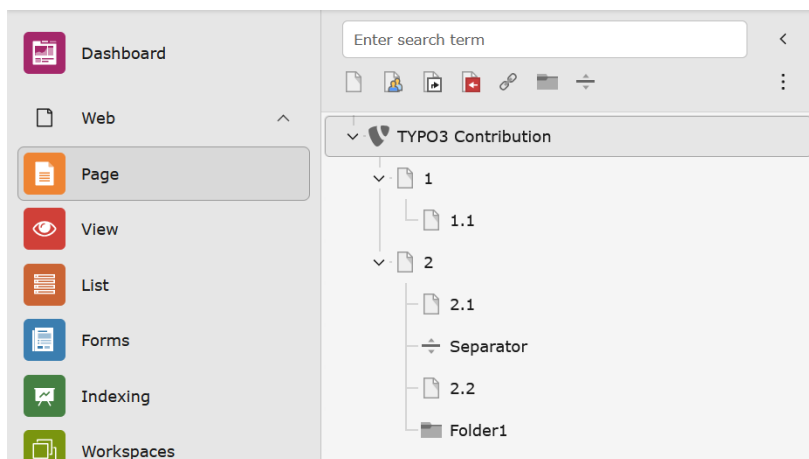 Dashboard
Web
Page
View
List
Forms
Indexing
Workspaces
Enter search term
TYPO3 Contribution
1
1.1
2
2.1
Separator
2.2
Folder1